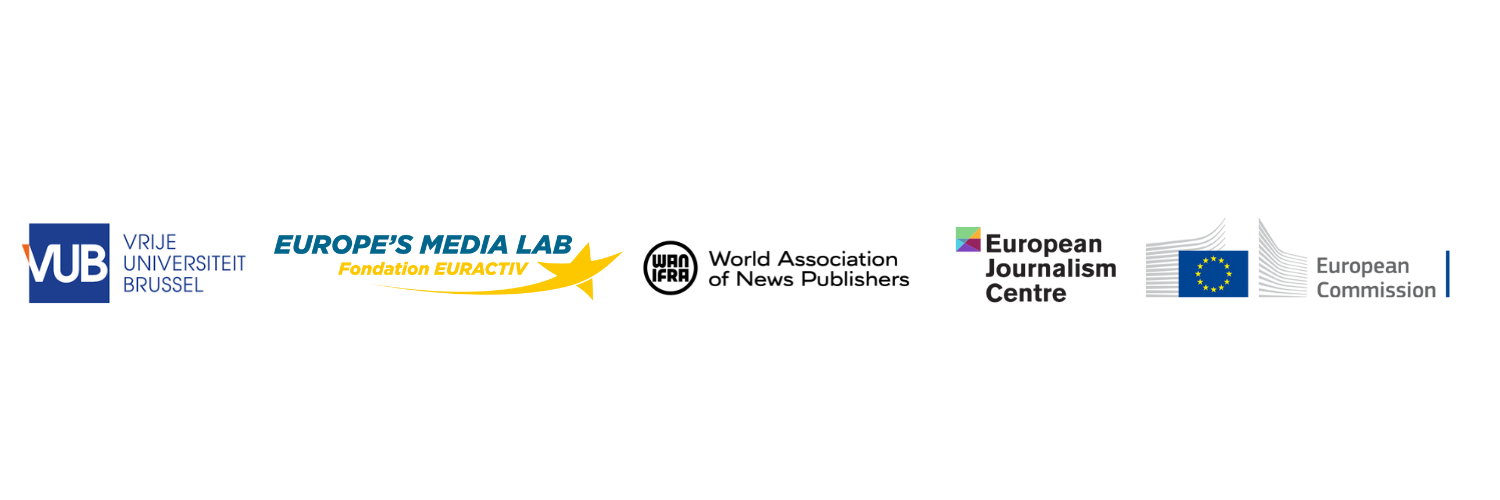 VUB
VRIJE
UNIVERSITEIT
BRUSSEL
EUROPE'S MEDIA LAB
Fondation EURACTIV
WAN
IFRA
World Association
of News Publishers
European
Journalism
Centre
European
Commission